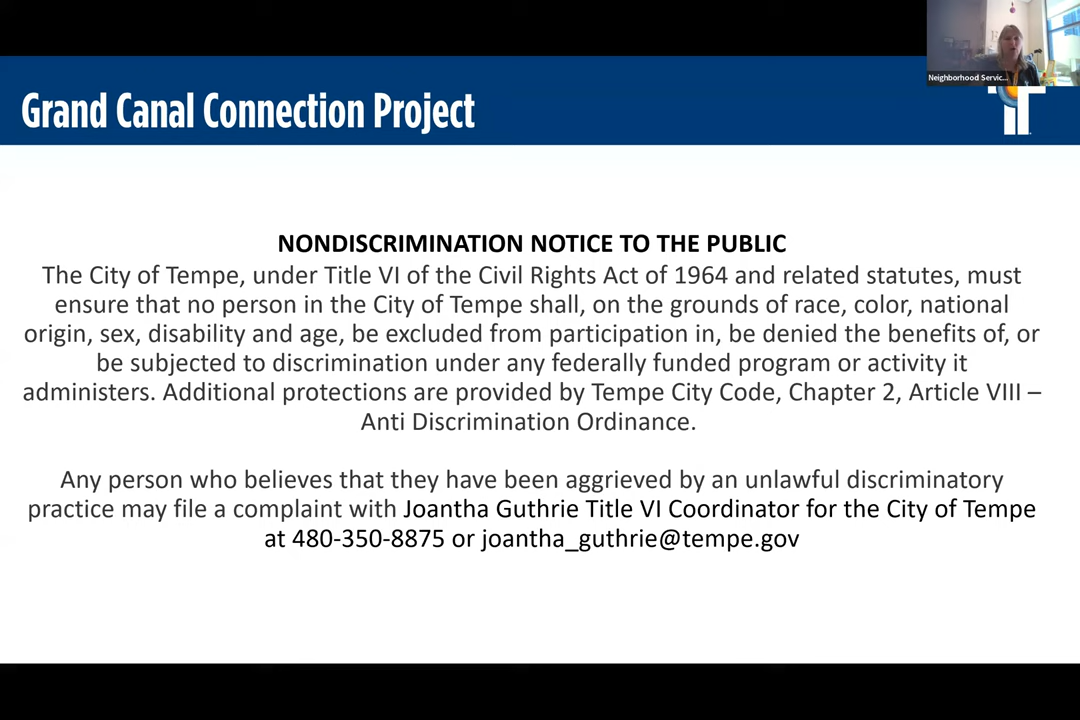 Neighborhood Servic...
Grand Canal Connection Project
NONDISCRIMINATION NOTICE TO THE PUBLIC
The City of Tempe, under Title VI of the Civil Rights Act of 1964 and related statutes, must
ensure that no person in the City of Tempe shall, on the grounds of race, color, national
origin, sex, disability and age, be excluded from participation in, be denied the benefits of, or
be subjected to discrimination under any federally funded program or activity it
administers. Additional protections are provided by Tempe City Code, Chapter 2, Article VIII –
Anti Discrimination Ordinance.
Any person who believes that they have been aggrieved by an unlawful discriminatory
practice may file a complaint with Joantha Guthrie Title VI Coordinator for the City of Tempe
at 480-350-8875 or joantha_guthrie@tempe.gov